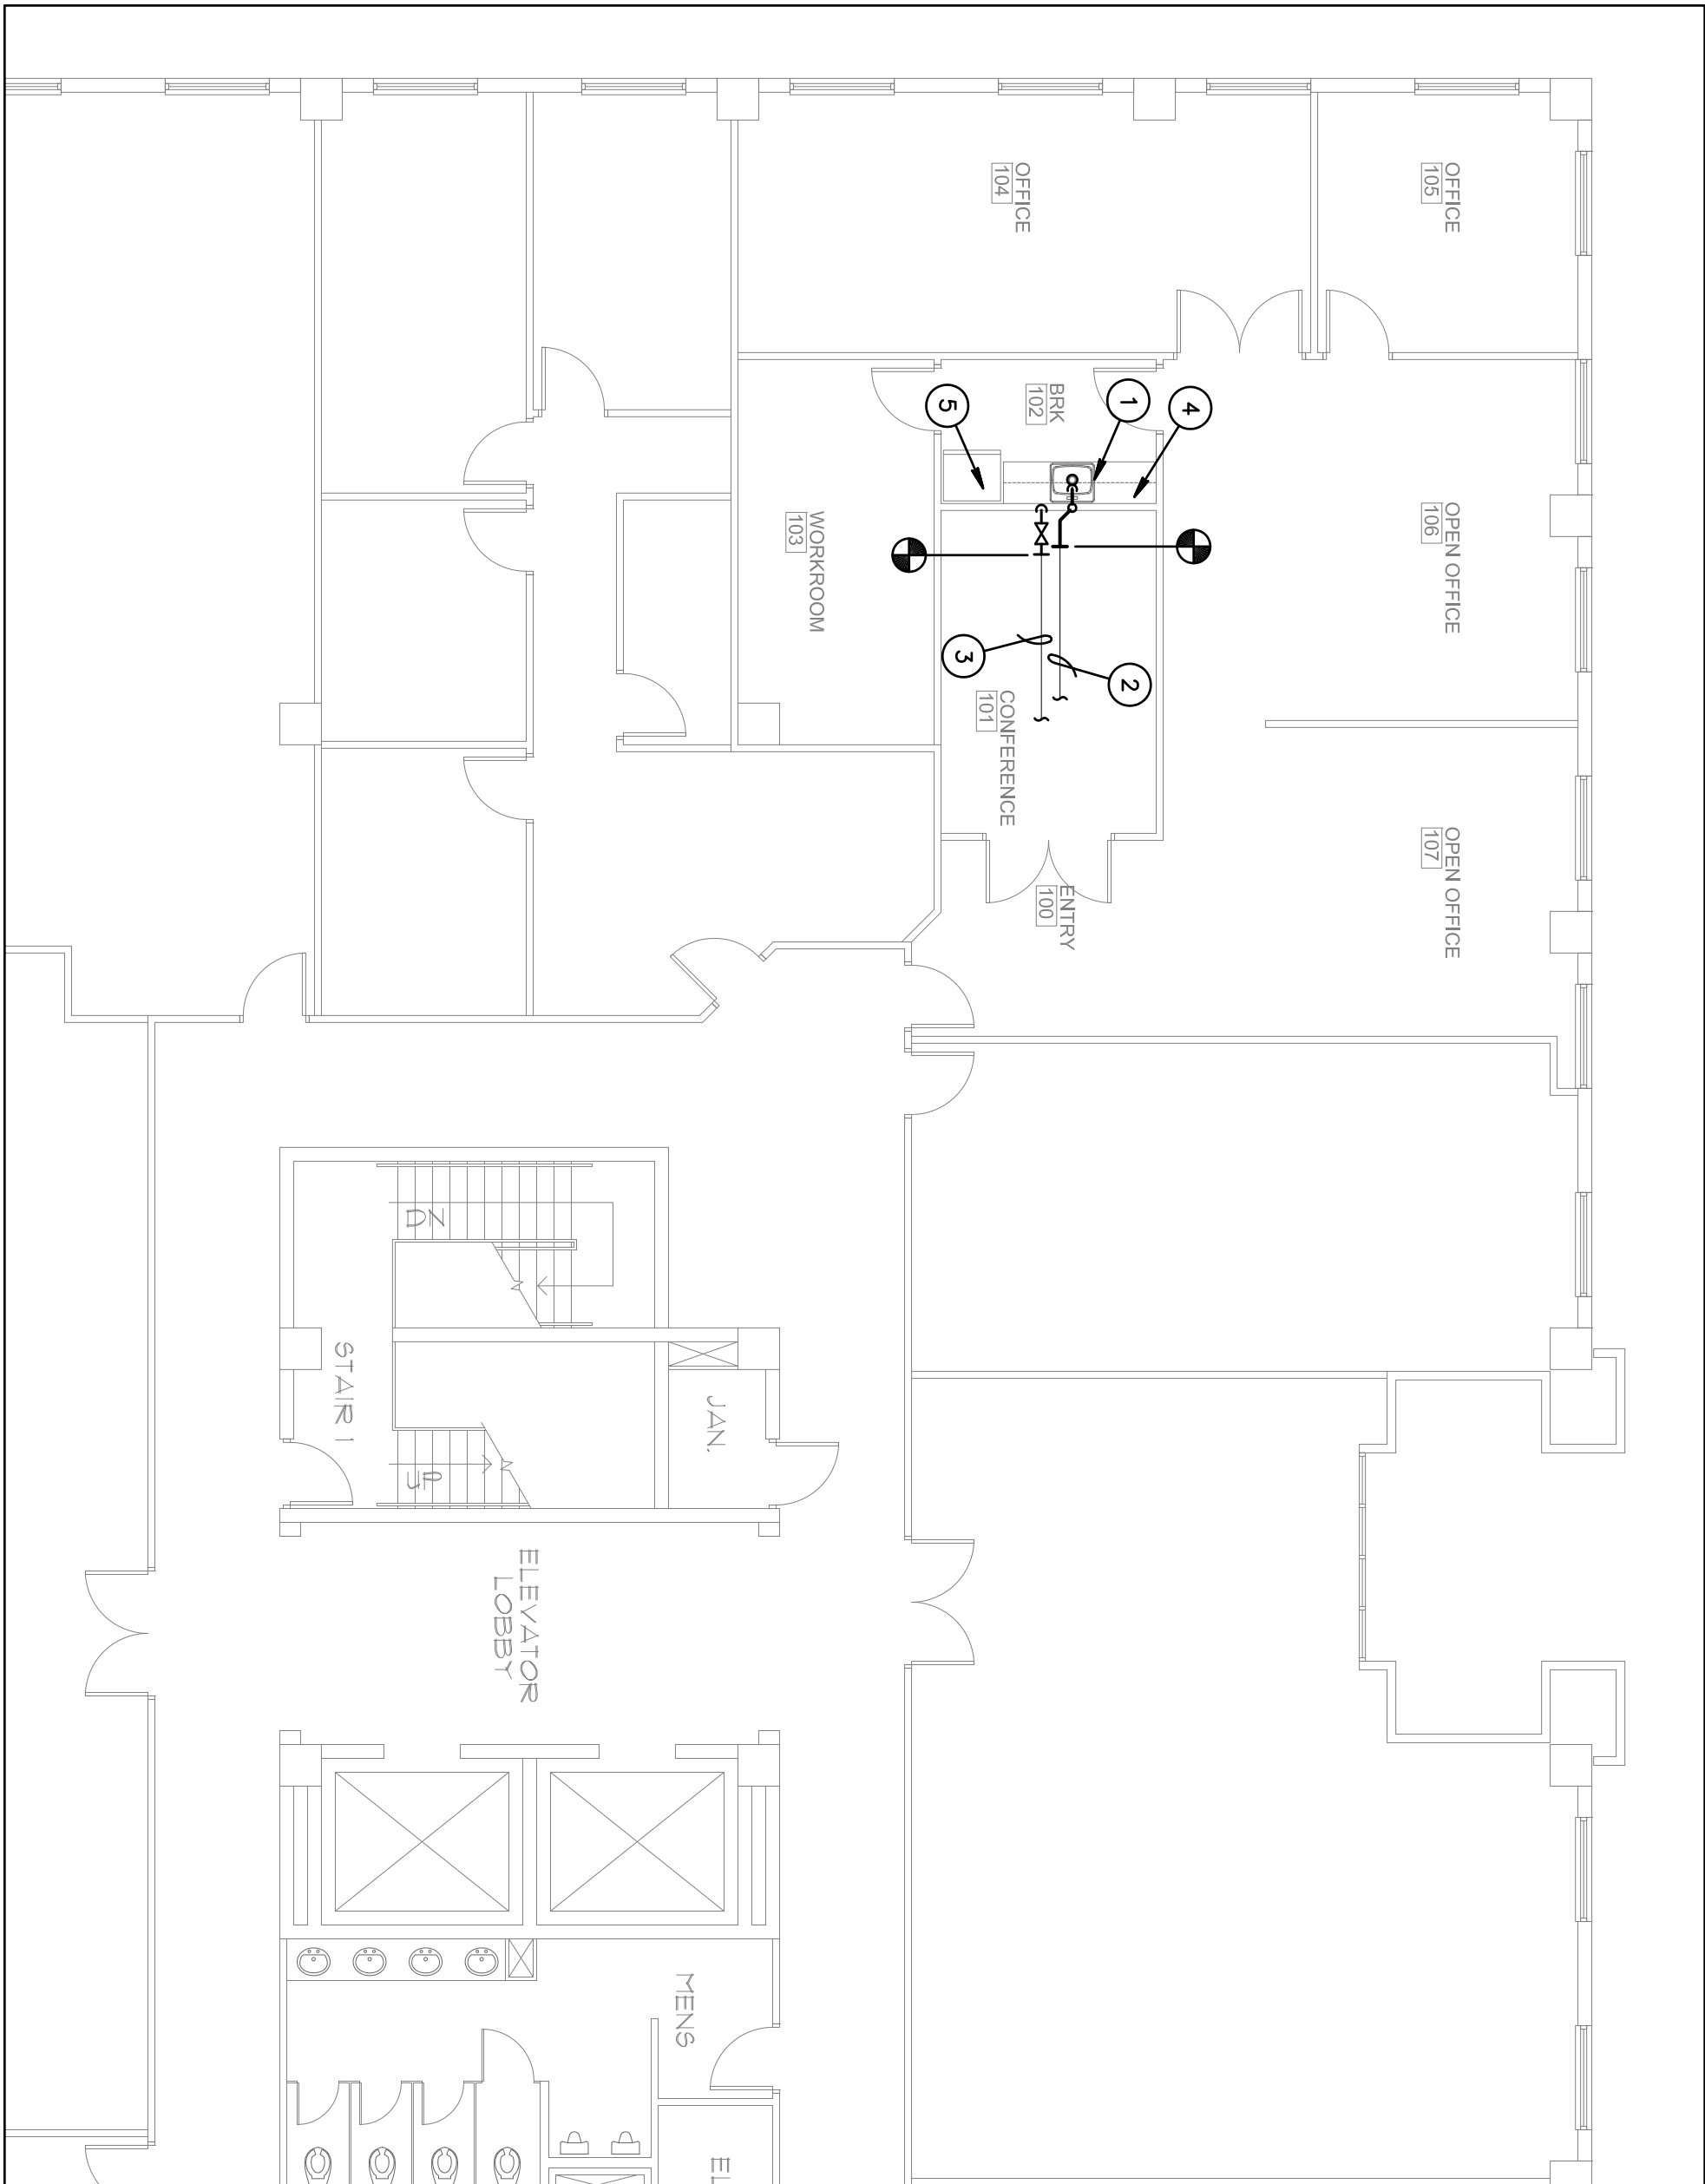 OFFICE
105
OFFICE
104
OPEN OFFICE
106
OPEN OFFICE
107
BRK
102
4
1
5
WORKROOM
103
3
2
CONFERENCE
101
ENTRY
100
DN
STAIR 1
UP
JAN.
ELEVATOR
LOBBY
MENS
EL